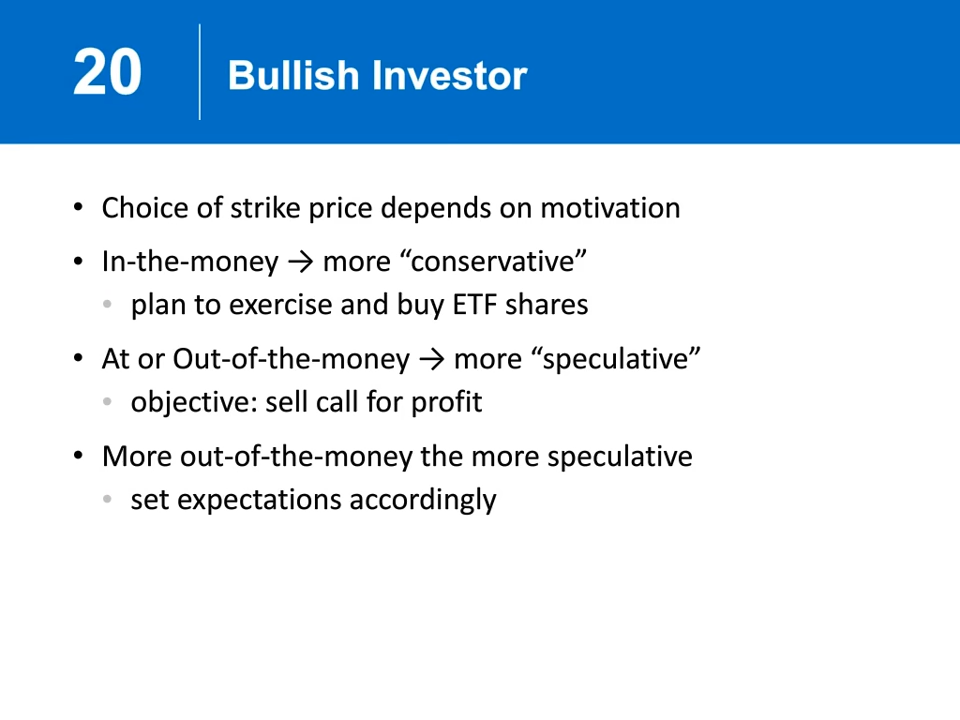 20
Bullish Investor
• Choice of strike price depends on motivation
• In-the-money → more “conservative”
• plan to exercise and buy ETF shares
• At or Out-of-the-money → more “speculative”
• objective: sell call for profit
• More out-of-the-money the more speculative
• set expectations accordingly